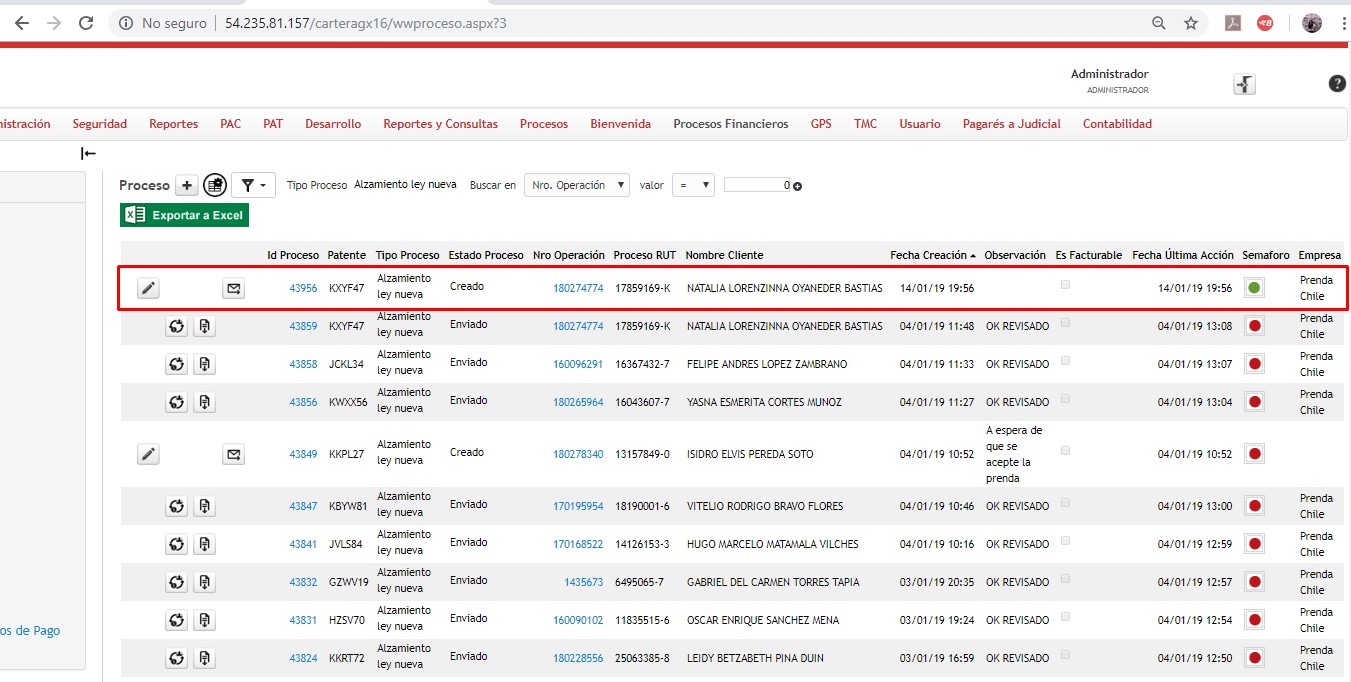 No seguro | 54.235.81.157/carteragx16/wwproceso.aspx?3
Administrador
ADMINISTRADOR
nistración Seguridad Reportes PAC PAT Desarrollo Reportes y Consultas Procesos Bienvenida Procesos Financieros GPS TMC Usuario Pagarés a Judicial Contabilidad
Proceso Tipo Proceso Alzamiento ley nueva Buscar en Nro. Operación valor = 0
Exportar a Excel
Id Proceso Patente Tipo Proceso Estado Proceso Nro Operación Proceso RUT Nombre Cliente Fecha Creación Observación Es Facturable Fecha Última Acción Semaforo Empresa
43956 KXYF47 Alzamiento ley nueva Creado 180274774 17859169-K NATALIA LORENZINNA OYANEDER BASTIAS 14/01/19 19:56 14/01/19 19:56 Prenda Chile
43859 KXYF47 Alzamiento ley nueva Enviado 180274774 17859169-K NATALIA LORENZINNA OYANEDER BASTIAS 04/01/19 11:48 OK REVISADO 04/01/19 13:08 Prenda Chile
43858 JCKL34 Alzamiento ley nueva Enviado 160096291 16367432-7 FELIPE ANDRES LOPEZ ZAMBRANO 04/01/19 11:33 OK REVISADO 04/01/19 13:07 Prenda Chile
43856 KWXX56 Alzamiento ley nueva Enviado 180265964 16043607-7 YASNA ESMERITA CORTES MUNOZ 04/01/19 11:27 OK REVISADO 04/01/19 13:04 Prenda Chile
43849 KKPL27 Alzamiento ley nueva Creado 180278340 13157849-0 ISIDRO ELVIS PEREDA SOTO 04/01/19 10:52 A espera de que se acepte la prenda 04/01/19 10:52
43847 KBYW81 Alzamiento ley nueva Enviado 170195954 18190001-6 VITELIO RODRIGO BRAVO FLORES 04/01/19 10:46 OK REVISADO 04/01/19 13:00 Prenda Chile
43841 JVLS84 Alzamiento ley nueva Enviado 170168522 14126153-3 HUGO MARCELO MATAMALA VILCHES 04/01/19 10:16 OK REVISADO 04/01/19 12:59 Prenda Chile
43832 GZWV19 Alzamiento ley nueva Enviado 1435673 6495065-7 GABRIEL DEL CARMEN TORRES TAPIA 03/01/19 20:35 OK REVISADO 04/01/19 12:57 Prenda Chile
43831 HZSV70 Alzamiento ley nueva Enviado 160090102 11835515-6 OSCAR ENRIQUE SANCHEZ MENA 03/01/19 19:24 OK REVISADO 04/01/19 12:54 Prenda Chile
os de Pago
43824 KKRT72 Alzamiento ley nueva Enviado 180228556 25063385-8 LEIDY BETZABETH PINA DUIN 03/01/19 16:59 OK REVISADO 04/01/19 12:50 Prenda Chile